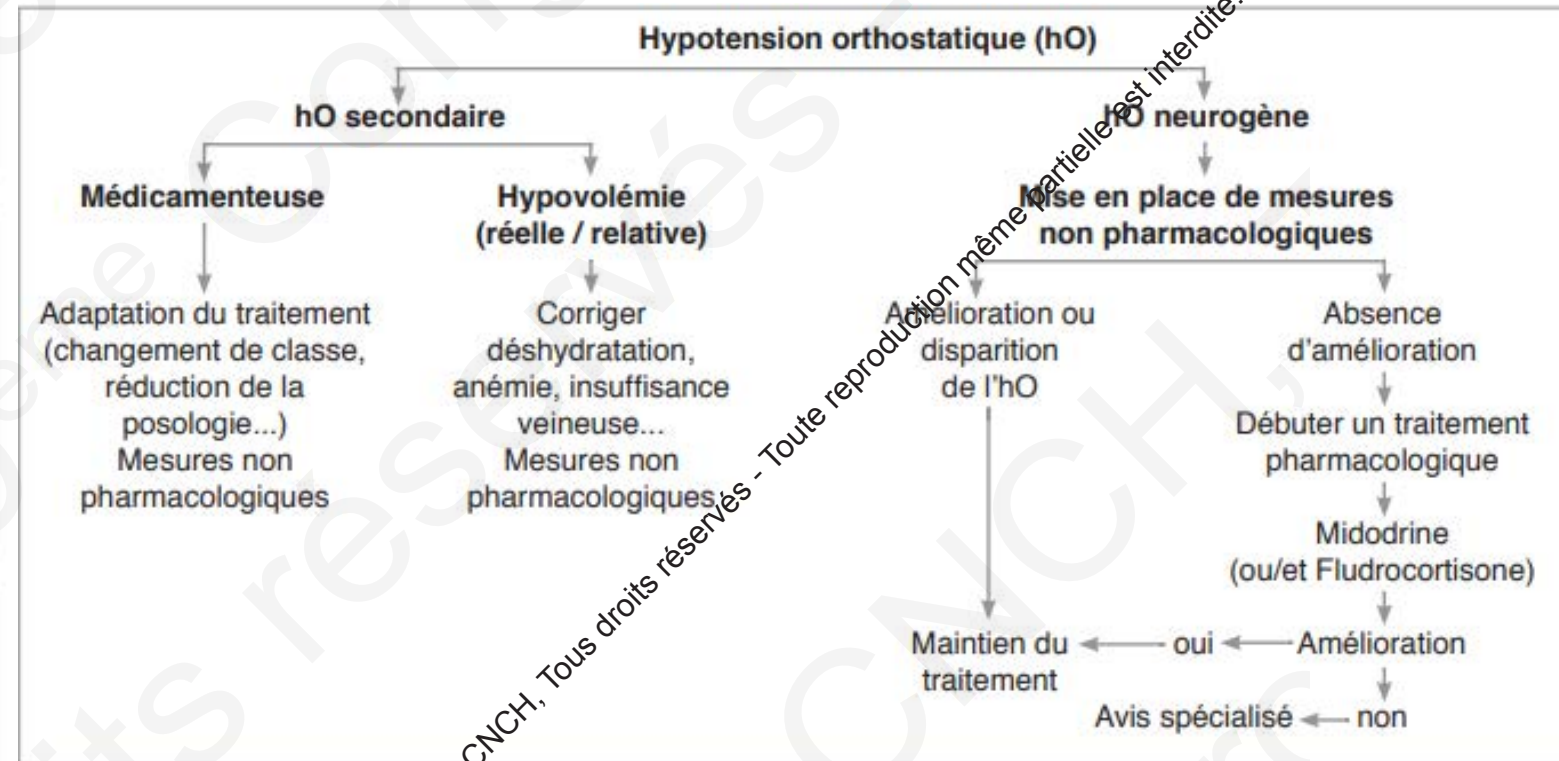 Hypotension orthostatique (hO)
hO secondaire
hO neurogène
Médicamenteuse
Hypovolémie
(réelle / relative)
Mise en place de mesures
non pharmacologiques
Adaptation du traitement
(changement de classe,
réduction de la
posologie...)
Mesures non
pharmacologiques
Corriger
déshydratation,
anémie, insuffisance
veineuse...
Mesures non
pharmacologiques
Amélioration ou
disparition
de l'hO
Absence
d'amélioration
Débuter un traitement
pharmacologique
Midodrine
(ou/et Fludrocortisone)
Maintien du
traitement
oui
Amélioration
Avis spécialisé
non
CNCH, Tous droits réservés - Toute reproduction même partielle est interdite.
CNCH,
réservés -